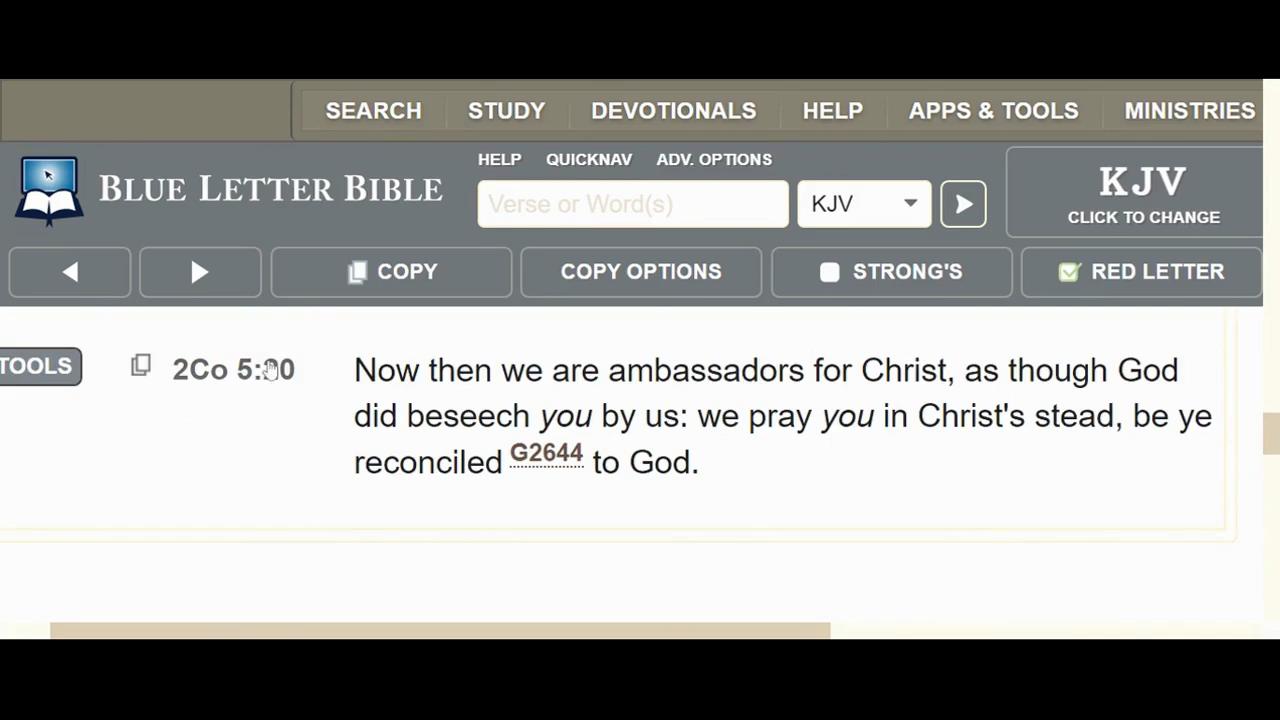 SEARCH STUDY DEVOTIONALS HELP APPS & TOOLS MINISTRIES
HELP QUICKNAV ADV. OPTIONS
BLUE LETTER BIBLE
Verse or Word(s) KJV
KJV
CLICK TO CHANGE
COPY COPY OPTIONS STRONG'S RED LETTER
TOOLS 2Co 5:20 Now then we are ambassadors for Christ, as though God
did beseech you by us: we pray you in Christ's stead, be ye
reconciled G2644 to God.